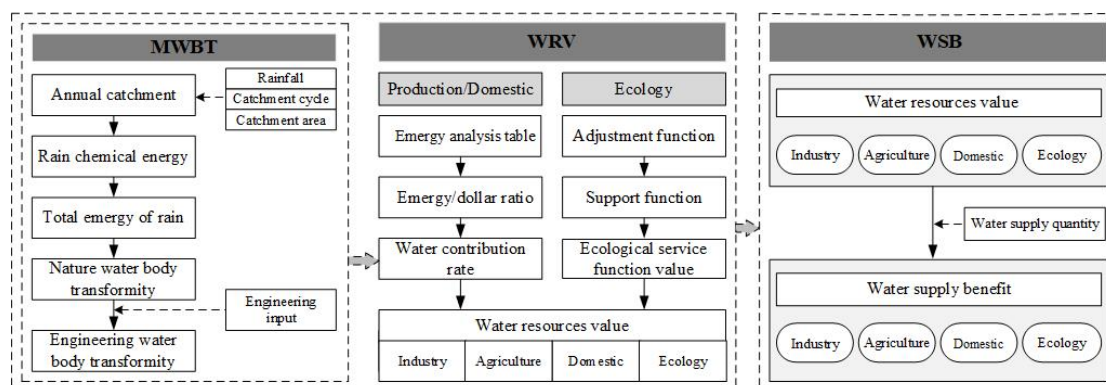 MWBT
Annual catchment
Rainfall
Catchment cycle
Catchment area
Rain chemical energy
Total emergy of rain
Nature water body
transformity
Engineering
input
Engineering water
body transformity
WRV
Production/Domestic
Emergy analysis table
Emergy/dollar ratio
Water contribution
rate
Ecology
Adjustment function
Support function
Ecological service
function value
Water resources value
Industry
Agriculture
Domestic
Ecology
WSB
Water resources value
Industry
Agriculture
Domestic
Ecology
Water supply quantity
Water supply benefit
Industry
Agriculture
Domestic
Ecology